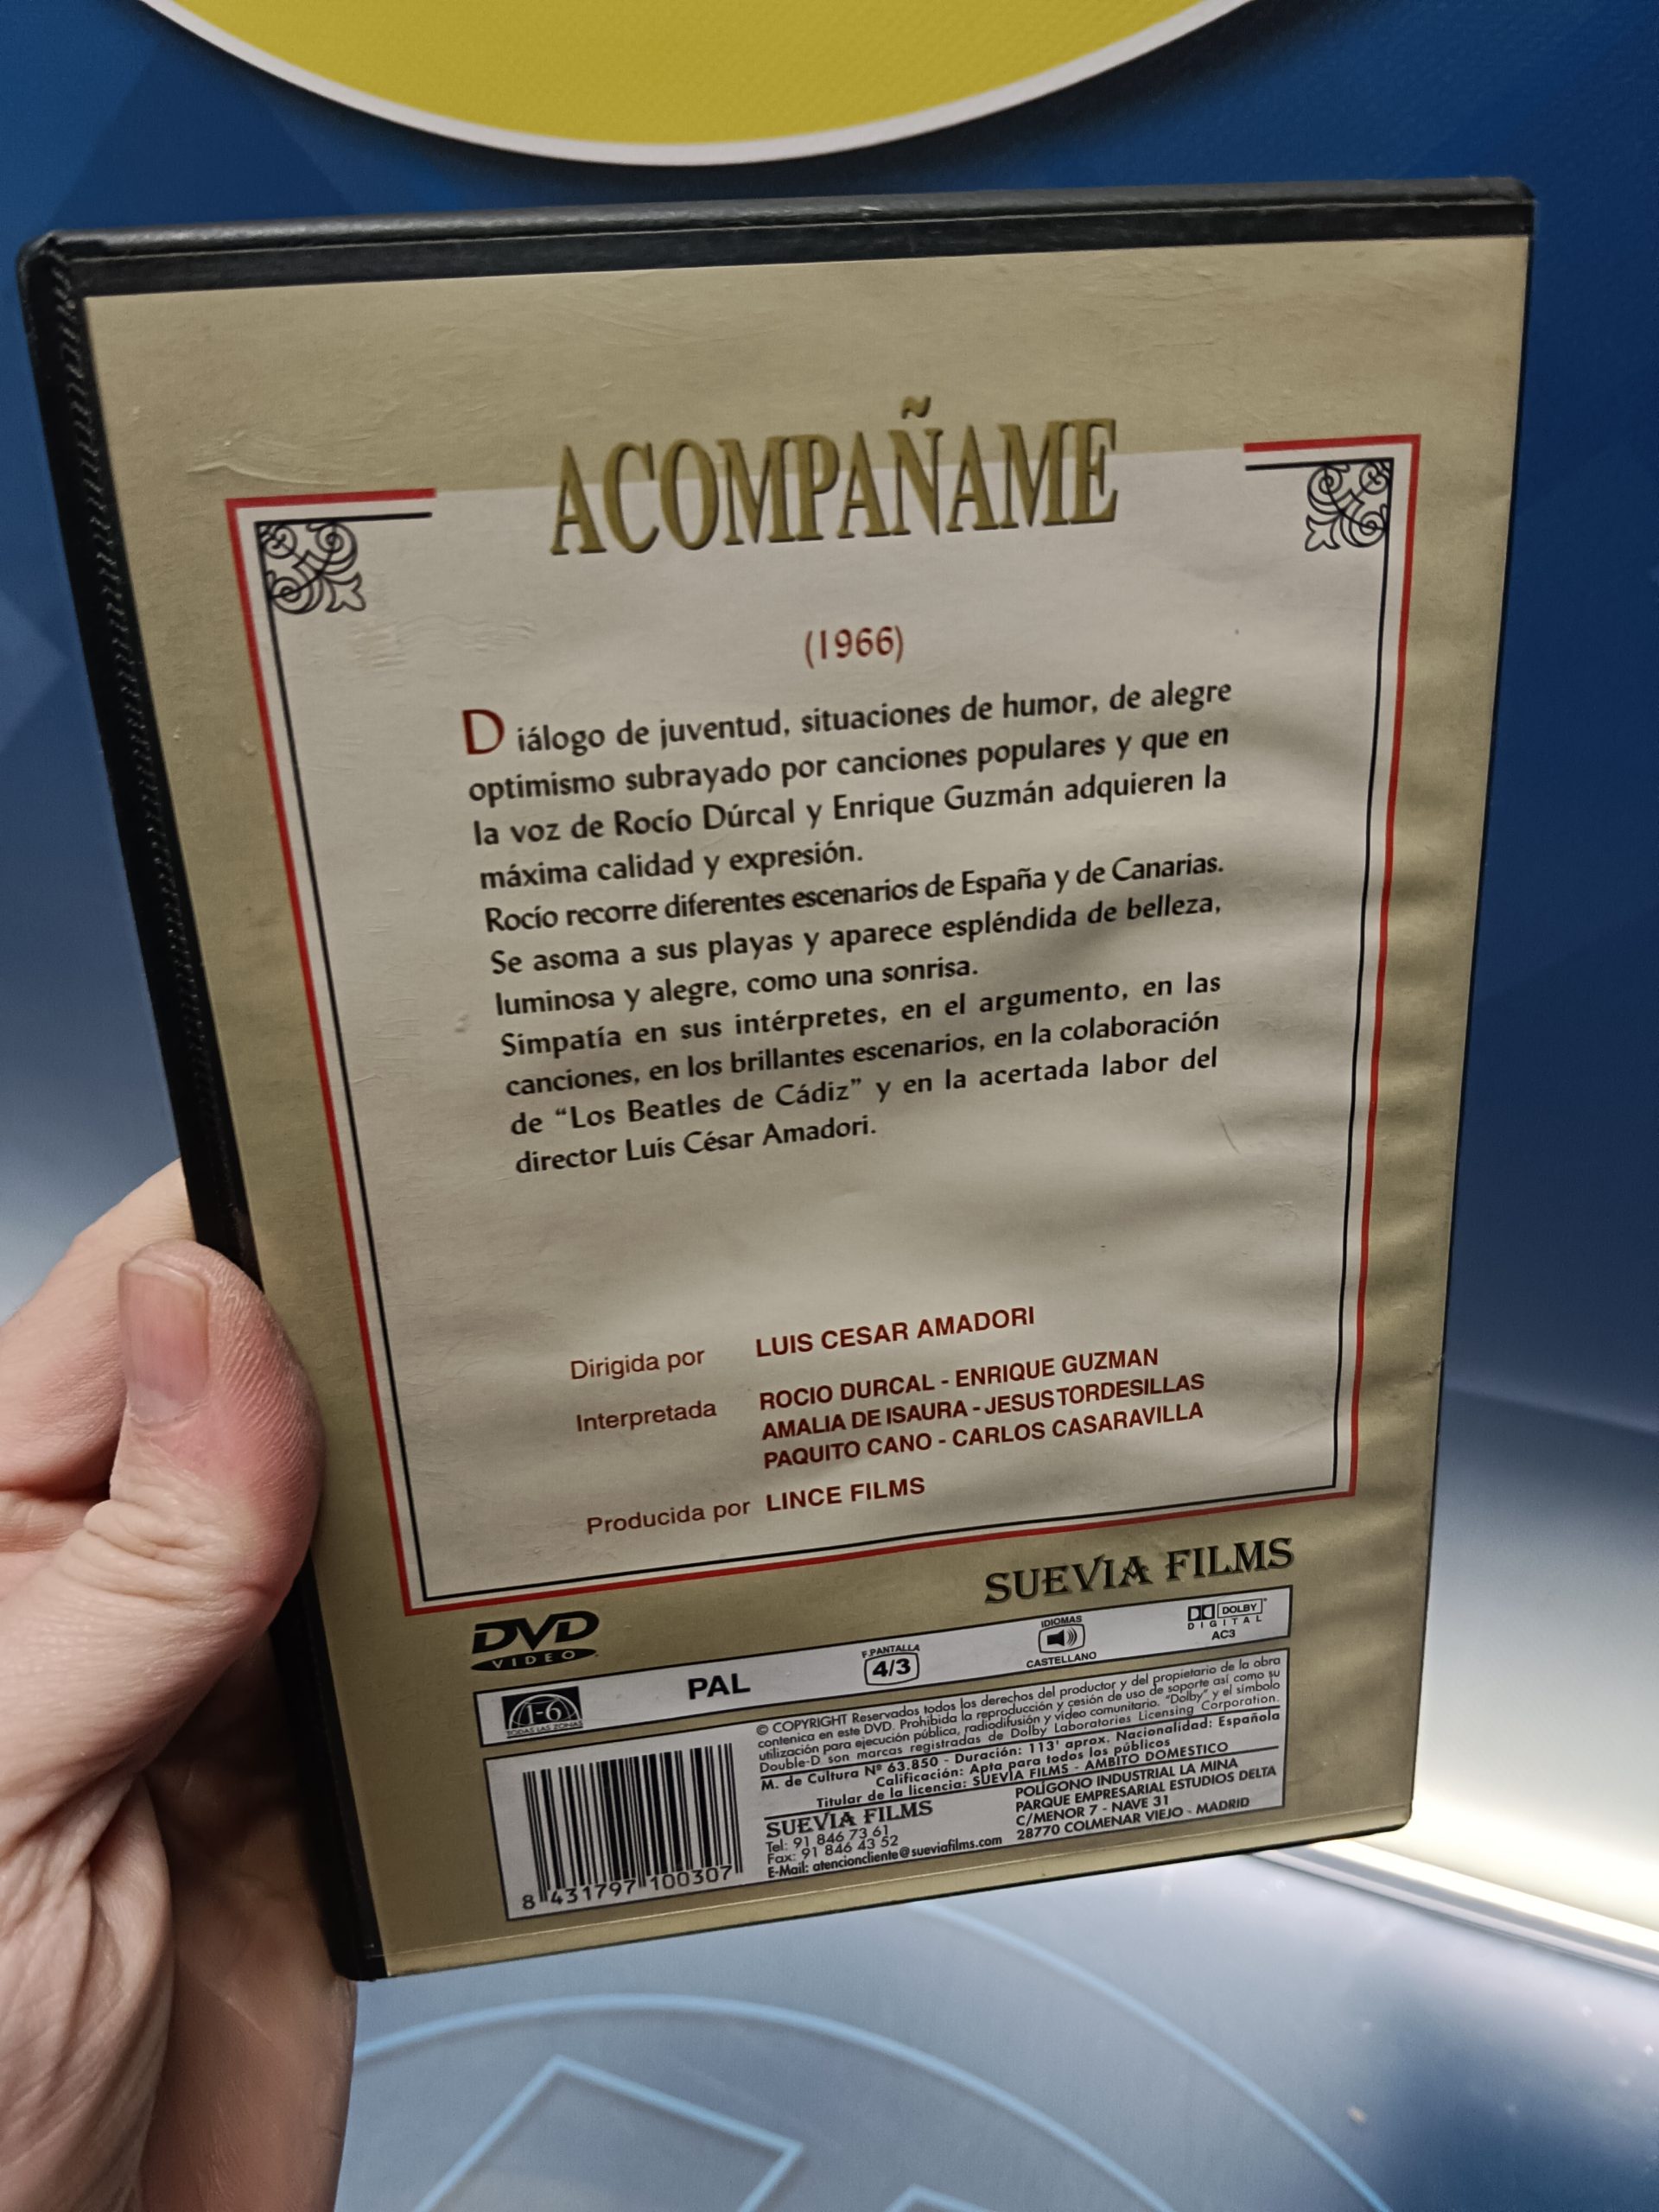 ACOMPAÑAME
(1966)
Diálogo de juventud, situaciones de humor, de alegre
optimismo subrayado por canciones populares y que en
la voz de Rocío Dúrcal y Enrique Guzmán adquieren la
máxima calidad y expresión.
Rocío recorre diferentes escenarios de España y de Canarias.
Se asoma a sus playas y aparece espléndida de belleza,
luminosa y alegre, como una sonrisa.
Simpatía en sus intérpretes, en el argumento, en las
canciones, en los brillantes escenarios, en la colaboración
de “Los Beatles de Cádiz” y en la acertada labor del
director Luis César Amadori.
Dirigida por LUIS CESAR AMADORI
Interpretada ROCIO DURCAL - ENRIQUE GUZMAN
AMALIA DE ISAURA - JESUS TORDESILLAS
PAQUITO CANO - CARLOS CASARAVILLA
Producida por LINCE FILMS
SUEVIA FILMS
DVD
VIDEO
1-6
TODAS LAS ZONAS
PAL
F.PANTALLA
4/3
IDIOMAS
CASTELLANO
DOLBY
DIGITAL
AC3
© COPYRIGHT Reservados todos los derechos del productor y del propietario de la obra
contenica en este DVD. Prohibida la reproducción y cesión de uso de soporte así como su
utilización para ejecución pública, radiodifusión y vídeo comunitario. “Dolby” y el símbolo
Double-D son marcas registradas de Dolby Laboratories Licensing Corporation.
M. de Cultura Nº 63.850 - Duración: 113' aprox. Nacionalidad: Española
Calificación: Apta para todos los públicos
Titular de la licencia: SUEVIA FILMS - AMBITO DOMESTICO
SUEVIA FILMS
Tel: 91 846 73 61
Fax: 91 846 43 52
E-Mail: atencioncliente@sueviafilms.com
POLÍGONO INDUSTRIAL LA MINA
PARQUE EMPRESARIAL ESTUDIOS DELTA
C/MENOR 7 - NAVE 31
28770 COLMENAR VIEJO - MADRID
8 431797 100307